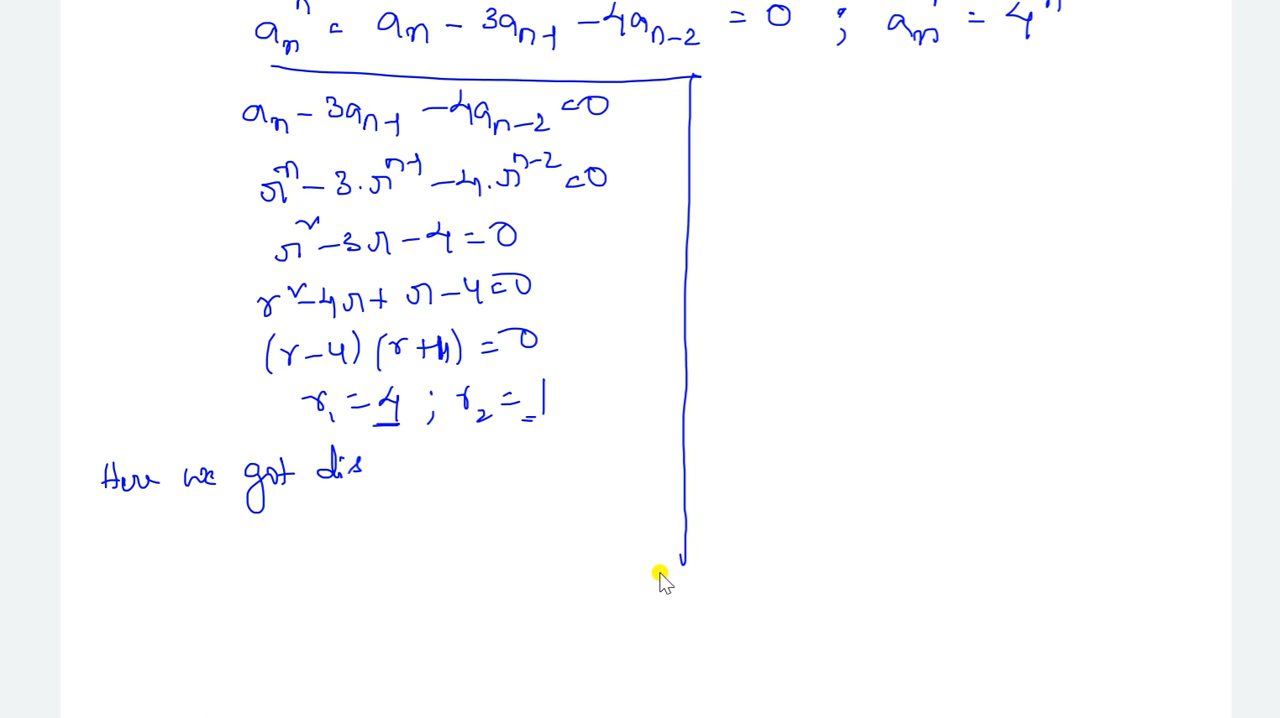 aₙʰ = aₙ - 3aₙ₋₁ - 4aₙ₋₂ = 0 ; aₙ' = 4ⁿ
aₙ - 3aₙ₋₁ - 4aₙ₋₂ = 0
rⁿ - 3.rⁿ⁻¹ - 4.rⁿ⁻² = 0
r² - 3r - 4 = 0
r² - 4r + r - 4 = 0
(r - 4) (r + 1) = 0
r₁ = 4 ; r₂ = -1
Here we got dis